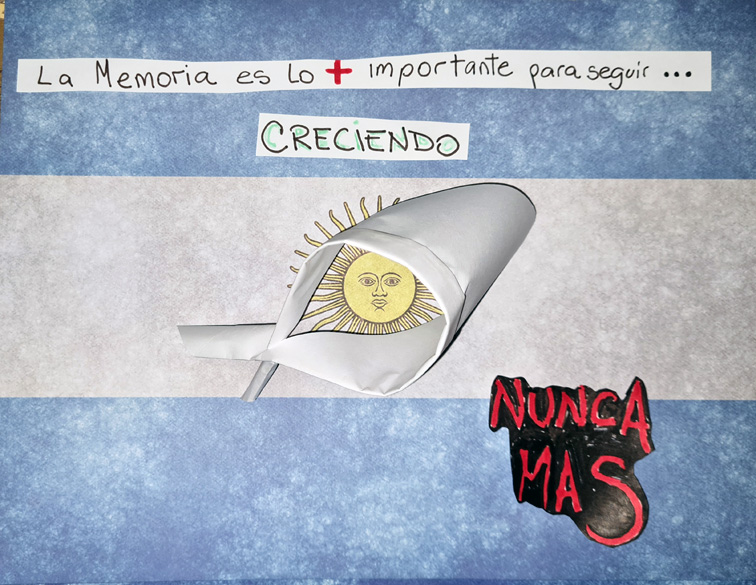 La Memoria es lo + importante para seguir ...
CRECiENDO
NUNCA
MAS